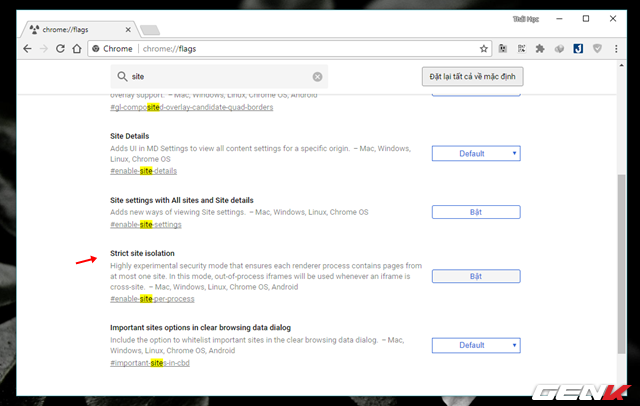 Thiê Học
chrome://flags
Chrome | chrome://flags
site
Đặt lại tất cả về mặc định
overlay support. – Mac, Windows, Linux, Chrome OS, Android
#gl-composited-overlay-candidate-quad-borders
Site Details
Adds UI in MD Settings to view all content settings for a specific origin. – Mac, Windows,
Linux, Chrome OS
#enable-site-details
Default
Site settings with All sites and Site details
Adds new ways of viewing Site settings. – Mac, Windows, Linux, Chrome OS
#enable-site-settings
Bật
Strict site isolation
Highly experimental security mode that ensures each renderer process contains pages from
at most one site. In this mode, out-of-process iframes will be used whenever an iframe is
cross-site. – Mac, Windows, Linux, Chrome OS, Android
#enable-site-per-process
Bật
Important sites options in clear browsing data dialog
Include the option to whitelist important sites in the clear browsing data dialog. – Mac,
Windows, Linux, Chrome OS, Android
#important-sites-in-cbd
Default
GENK